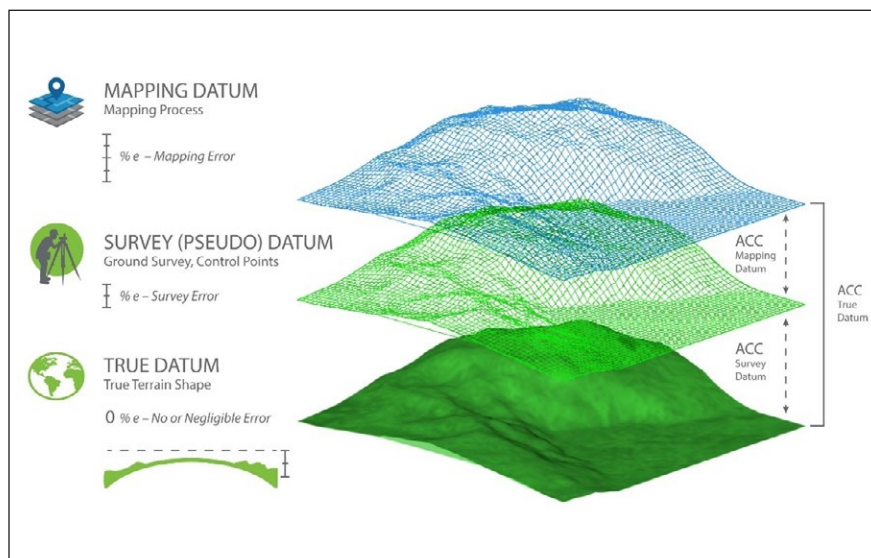 MAPPING DATUM
Mapping Process
% e – Mapping Error
SURVEY (PSEUDO) DATUM
Ground Survey, Control Points
% e – Survey Error
TRUE DATUM
True Terrain Shape
0 % e – No or Negligible Error
ACC
Mapping
Datum
ACC
Survey
Datum
ACC
True
Datum